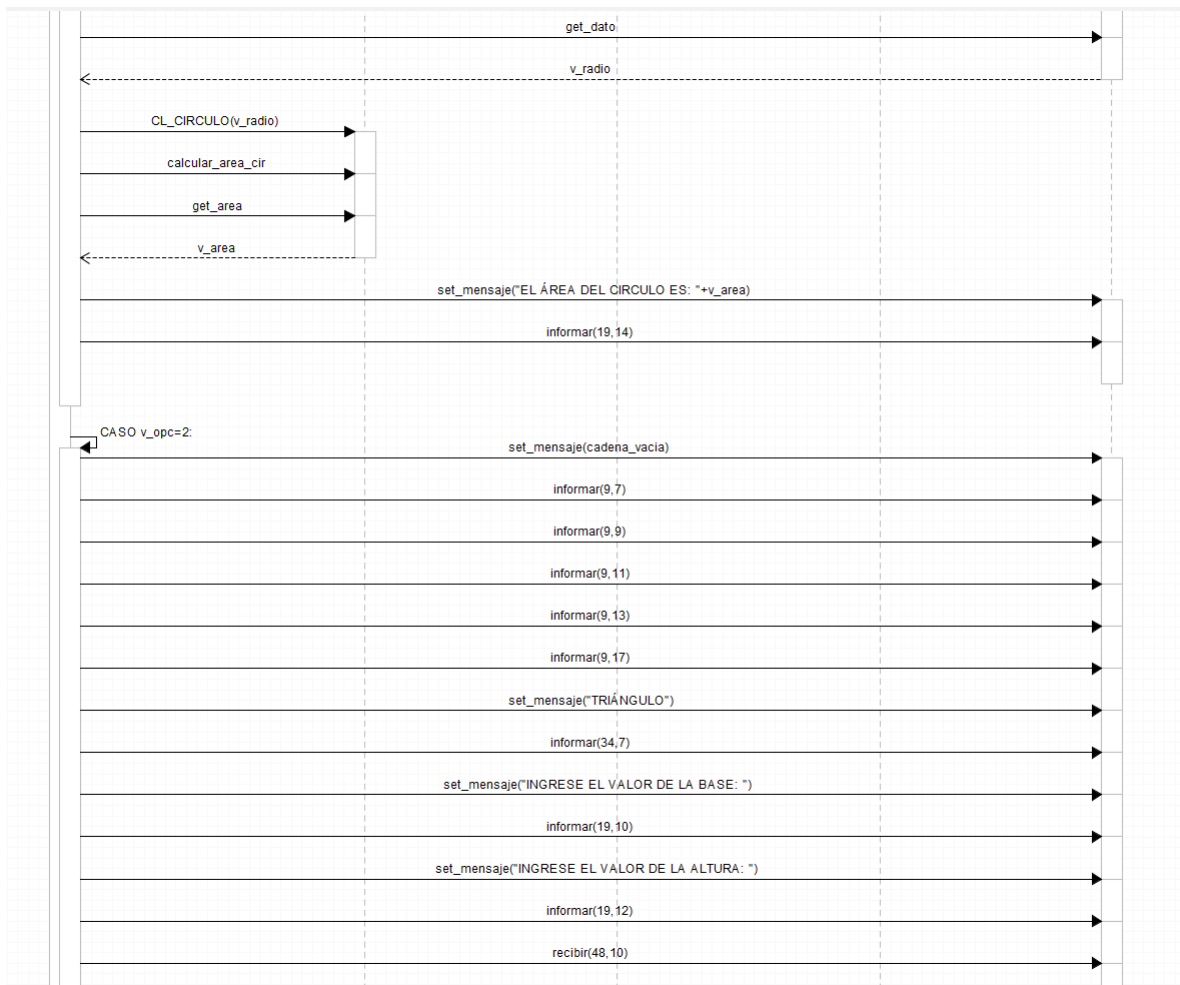 get_dato
v_radio
CL_CIRCULO(v_radio)
calcular_area_cir
get_area
v_area
set_mensaje("EL ÁREA DEL CIRCULO ES: "+v_area)
informar(19,14)
CASO v_opc=2:
set_mensaje(cadena_vacia)
informar(9,7)
informar(9,9)
informar(9,11)
informar(9,13)
informar(9,17)
set_mensaje("TRIÁNGULO")
informar(34,7)
set_mensaje("INGRESE EL VALOR DE LA BASE: ")
informar(19,10)
set_mensaje("INGRESE EL VALOR DE LA ALTURA: ")
informar(19,12)
recibir(48,10)